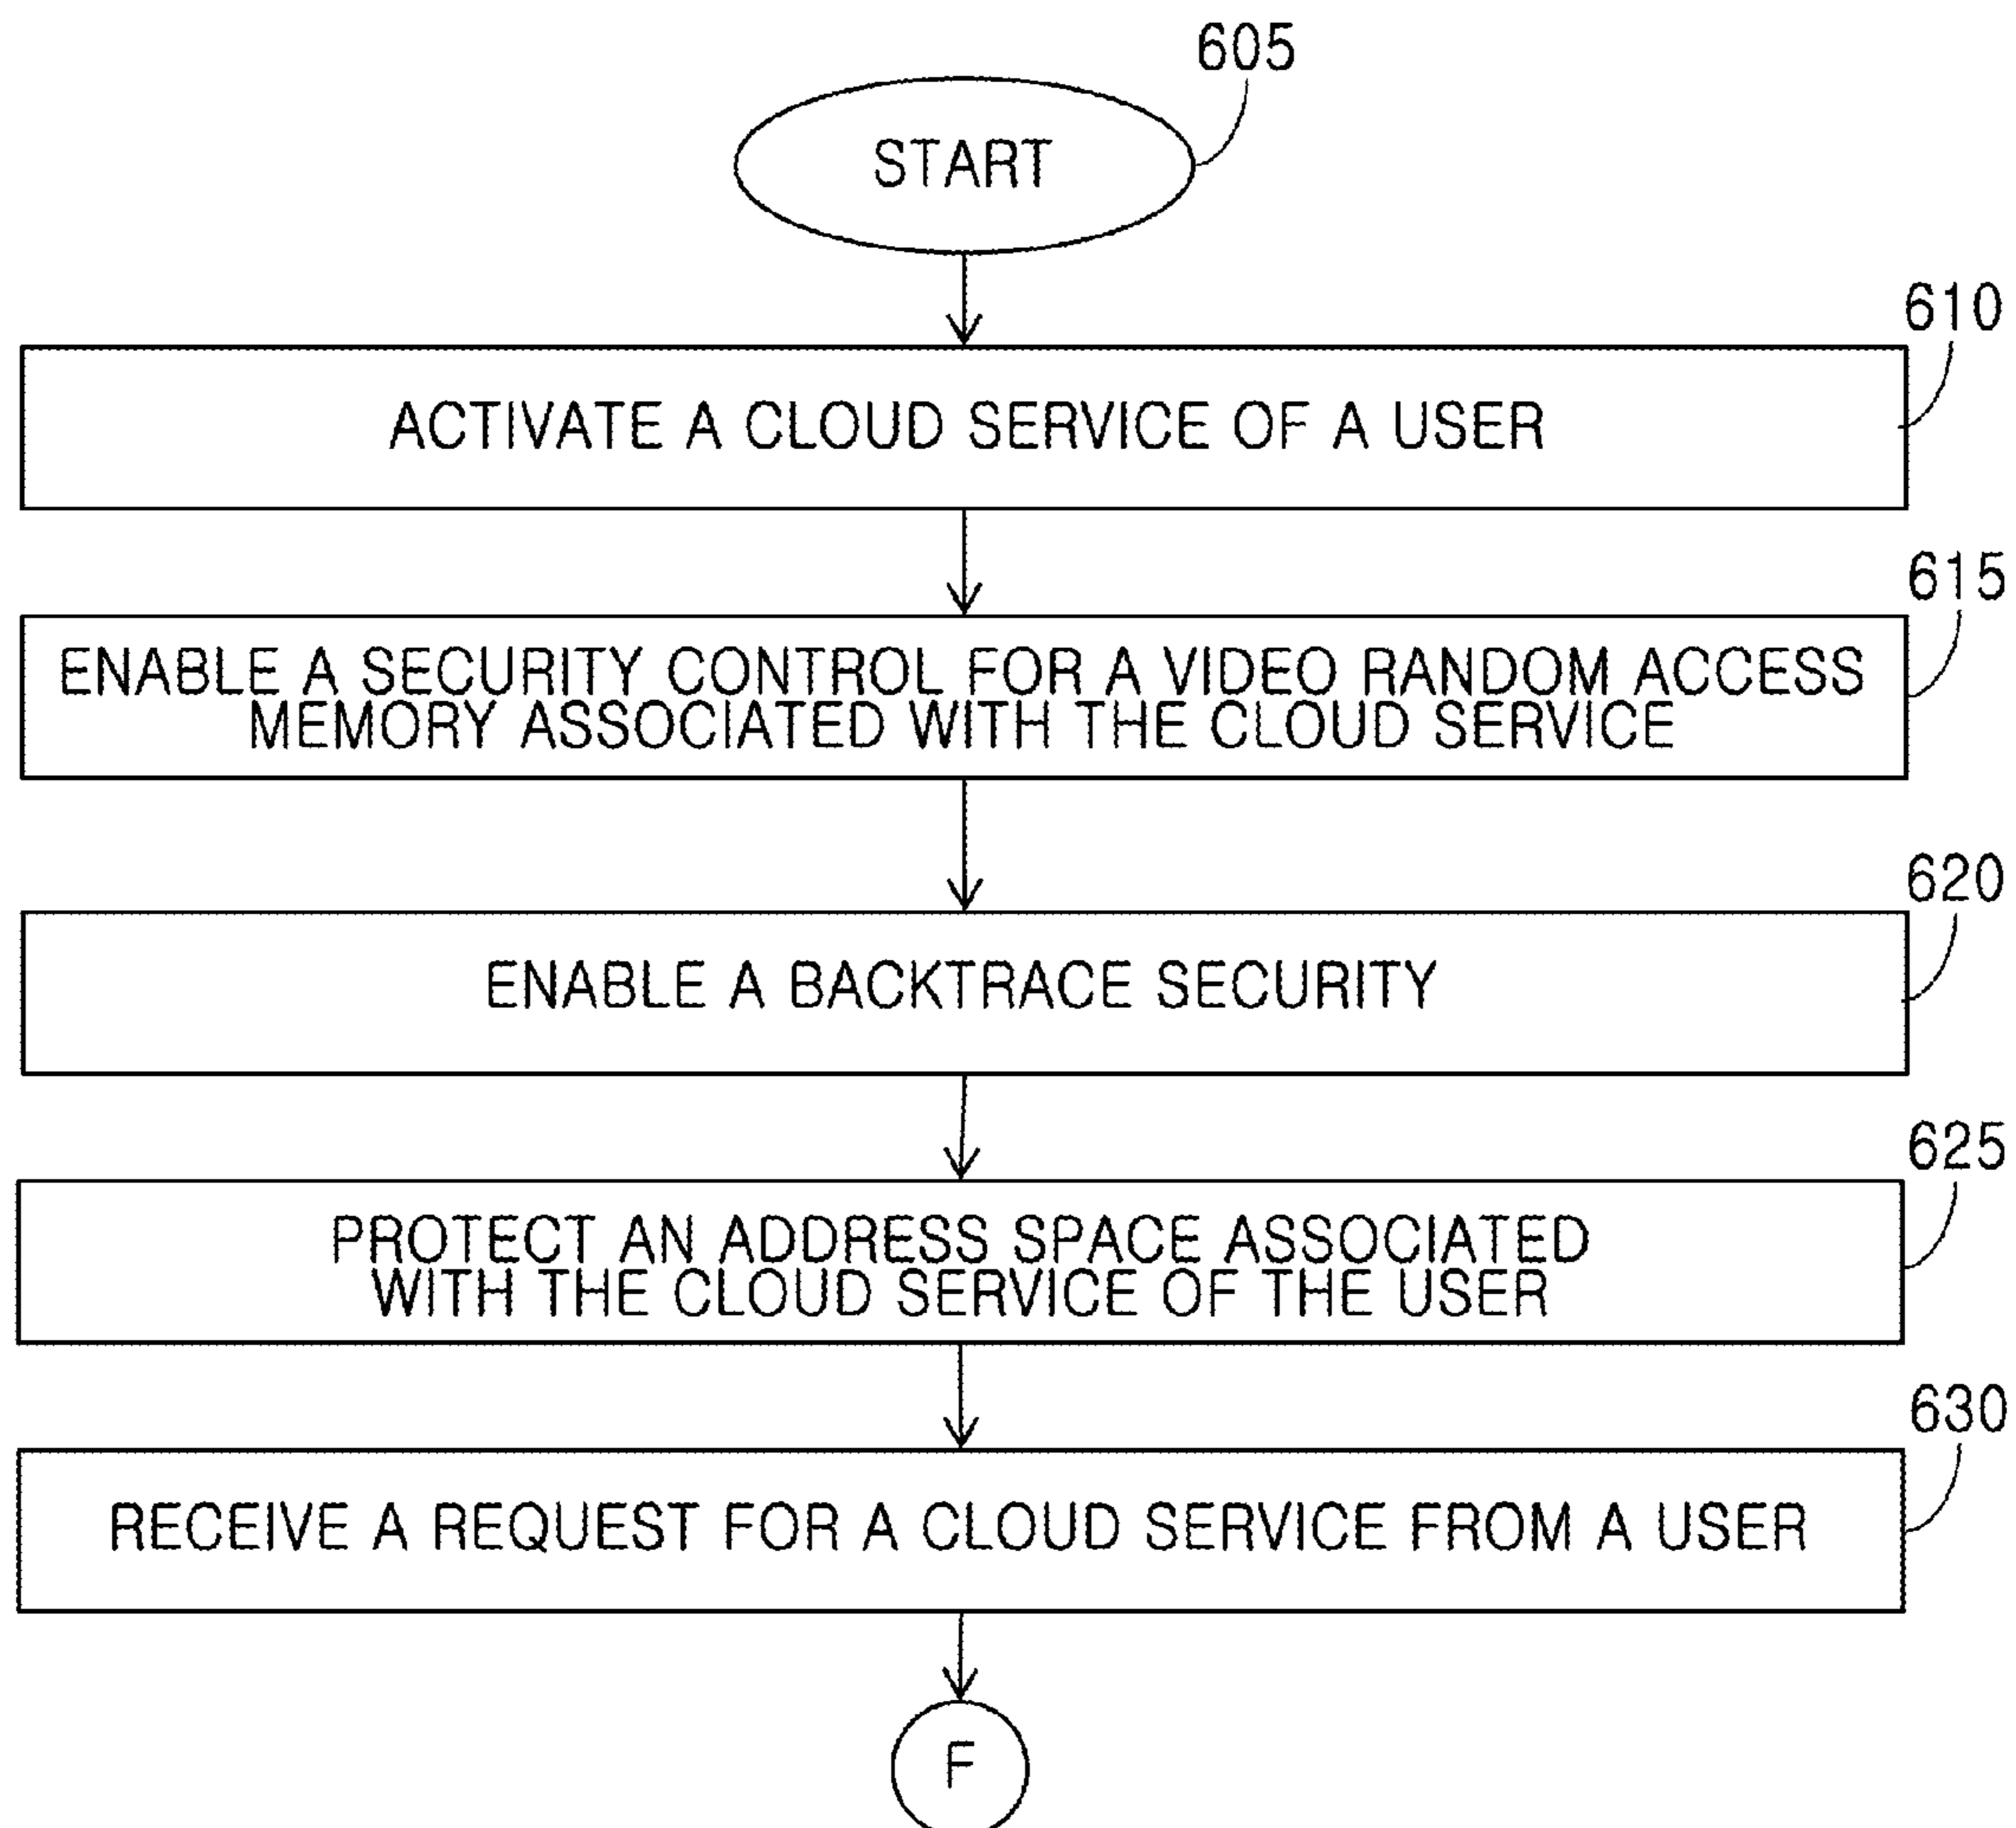 605
START
610
ACTIVATE A CLOUD SERVICE OF A USER
615
ENABLE A SECURITY CONTROL FOR A VIDEO RANDOM ACCESS
MEMORY ASSOCIATED WITH THE CLOUD SERVICE
620
ENABLE A BACKTRACE SECURITY
625
PROTECT AN ADDRESS SPACE ASSOCIATED
WITH THE CLOUD SERVICE OF THE USER
630
RECEIVE A REQUEST FOR A CLOUD SERVICE FROM A USER
F